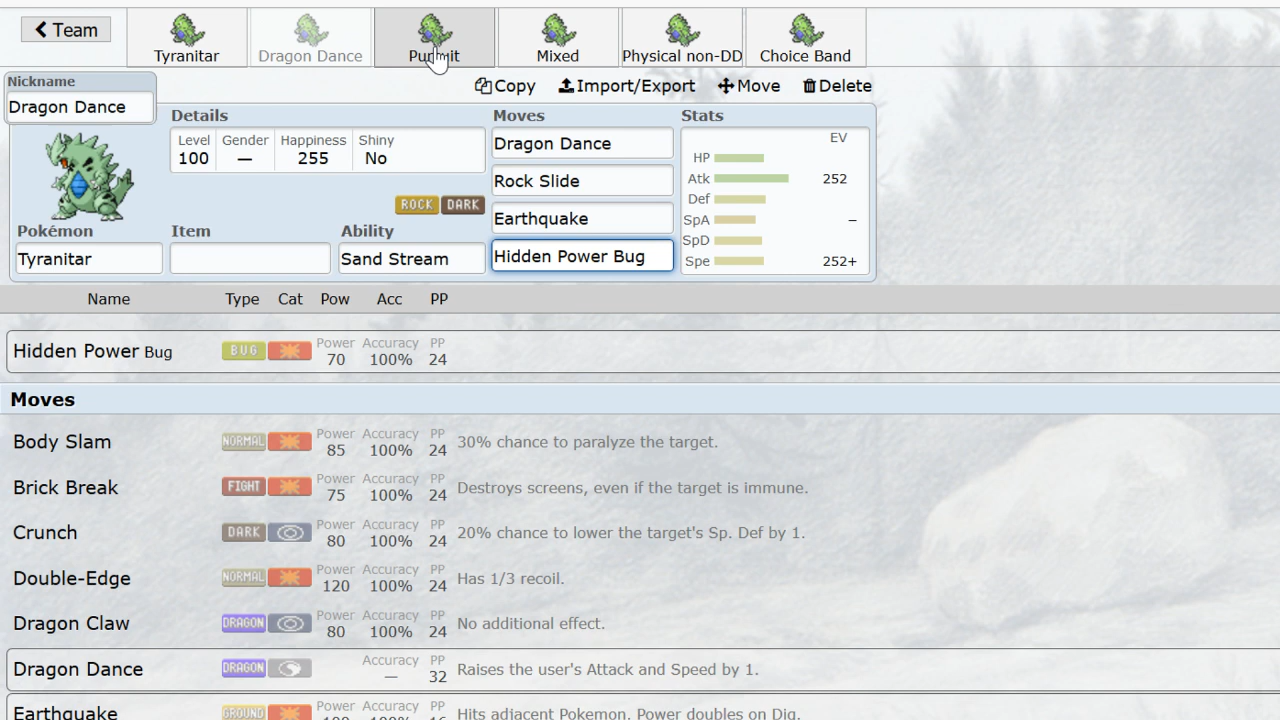 Team
Tyranitar
Dragon Dance
Mixed
Physical non-DD
Choice Band
Copy
Import/Export
Move
Delete
Nickname
Dragon Dance
Details
Level
100
Gender
—
Happiness
255
Shiny
No
ROCK DARK
Pokémon
Tyranitar
Item
Ability
Sand Stream
Moves
Dragon Dance
Rock Slide
Earthquake
Hidden Power Bug
Stats
EV
HP
Atk 252
Def
SpA –
SpD
Spe 252+
Name Type Cat Pow Acc PP
Hidden Power Bug BUG Power 70 Accuracy 100% PP 24
Moves
Body Slam NORMAL Power 85 Accuracy 100% PP 24 30% chance to paralyze the target.
Brick Break FIGHT Power 75 Accuracy 100% PP 24 Destroys screens, even if the target is immune.
Crunch DARK Power 80 Accuracy 100% PP 24 20% chance to lower the target's Sp. Def by 1.
Double-Edge NORMAL Power 120 Accuracy 100% PP 24 Has 1/3 recoil.
Dragon Claw DRAGON Power 80 Accuracy 100% PP 24 No additional effect.
Dragon Dance DRAGON Accuracy — PP 32 Raises the user's Attack and Speed by 1.
Earthquake GROUND Power Accuracy PP Hits adjacent Pokemon. Power doubles on Dig.